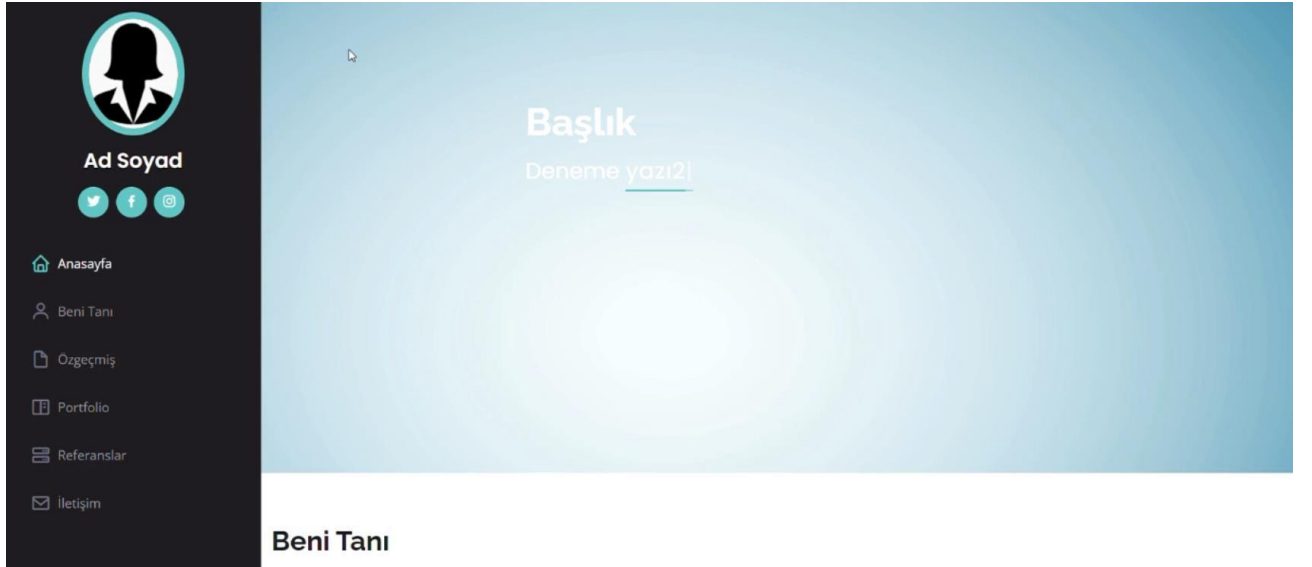 Ad Soyad
Anasayfa
Beni Tanı
Özgeçmiş
Portfolio
Referanslar
İletişim
Başlık
Deneme yazı2|
Beni Tanı